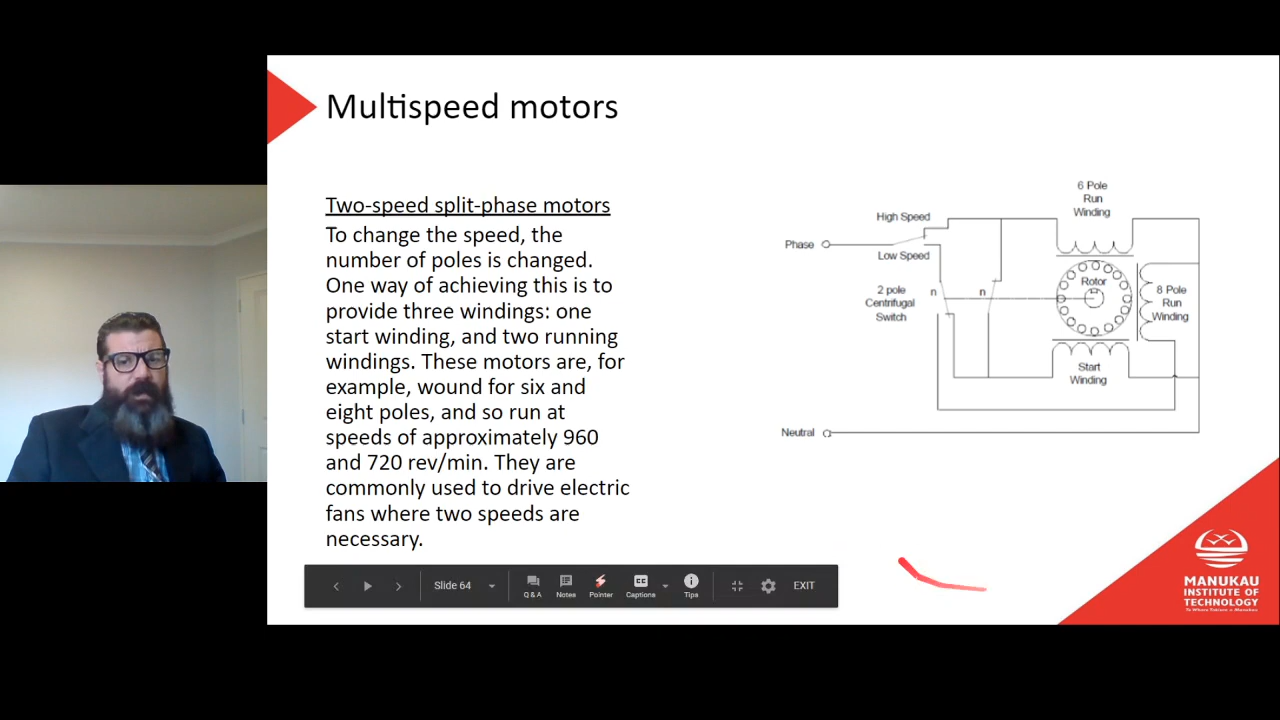 Multispeed motors
Two-speed split-phase motors
To change the speed, the
number of poles is changed.
One way of achieving this is to
provide three windings: one
start winding, and two running
windings. These motors are, for
example, wound for six and
eight poles, and so run at
speeds of approximately 960
and 720 rev/min. They are
commonly used to drive electric
fans where two speeds are
necessary.
6 Pole
Run
Winding
High Speed
Phase
Low Speed
2 pole
Centrifugal
Switch
n
n
Rotor
8 Pole
Run
Winding
Start
Winding
Neutral
Slide 64
Q & A
Notes
Pointer
CC
Captions
Tips
EXIT
MANUKAU
INSTITUTE OF
TECHNOLOGY